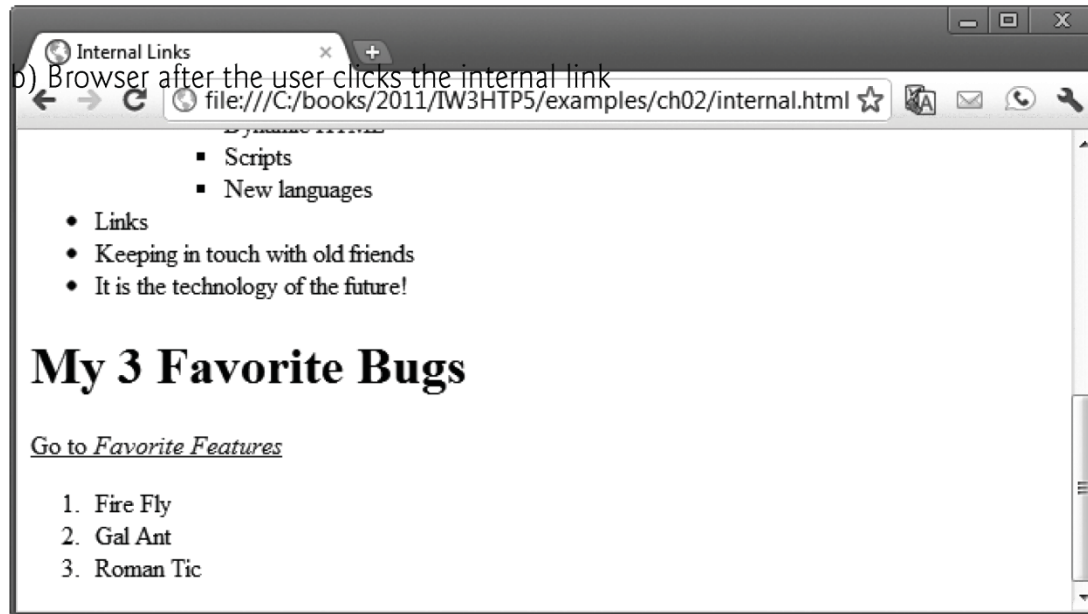 Internal Links
b) Browser after the user clicks the internal link
file:///C:/books/2011/IW3HTP5/examples/ch02/internal.html
Dynamic HTML
Scripts
New languages
Links
Keeping in touch with old friends
It is the technology of the future!
My 3 Favorite Bugs
Go to Favorite Features
1. Fire Fly
2. Gal Ant
3. Roman Tic